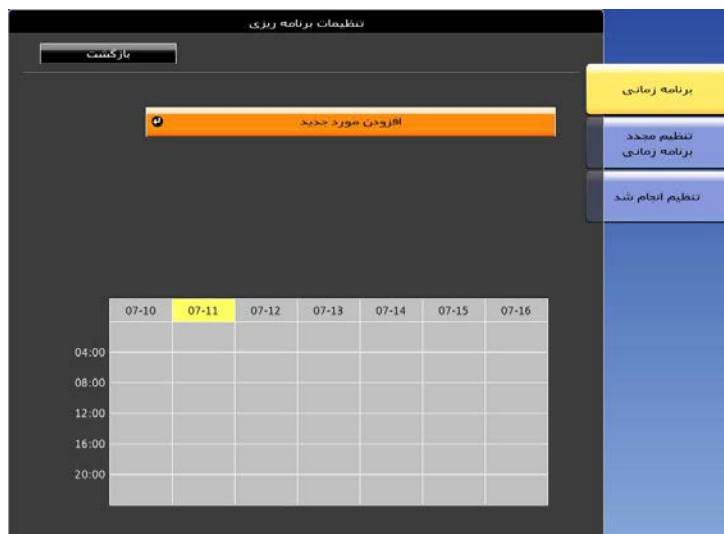 تنظیمات برنامه ریزی
بازگشت
برنامه زمانی
افزودن مورد جدید
تنظیم مجدد
برنامه زمانی
تنظیم انجام شد
07-10 07-11 07-12 07-13 07-14 07-15 07-16
04:00
08:00
12:00
16:00
20:00